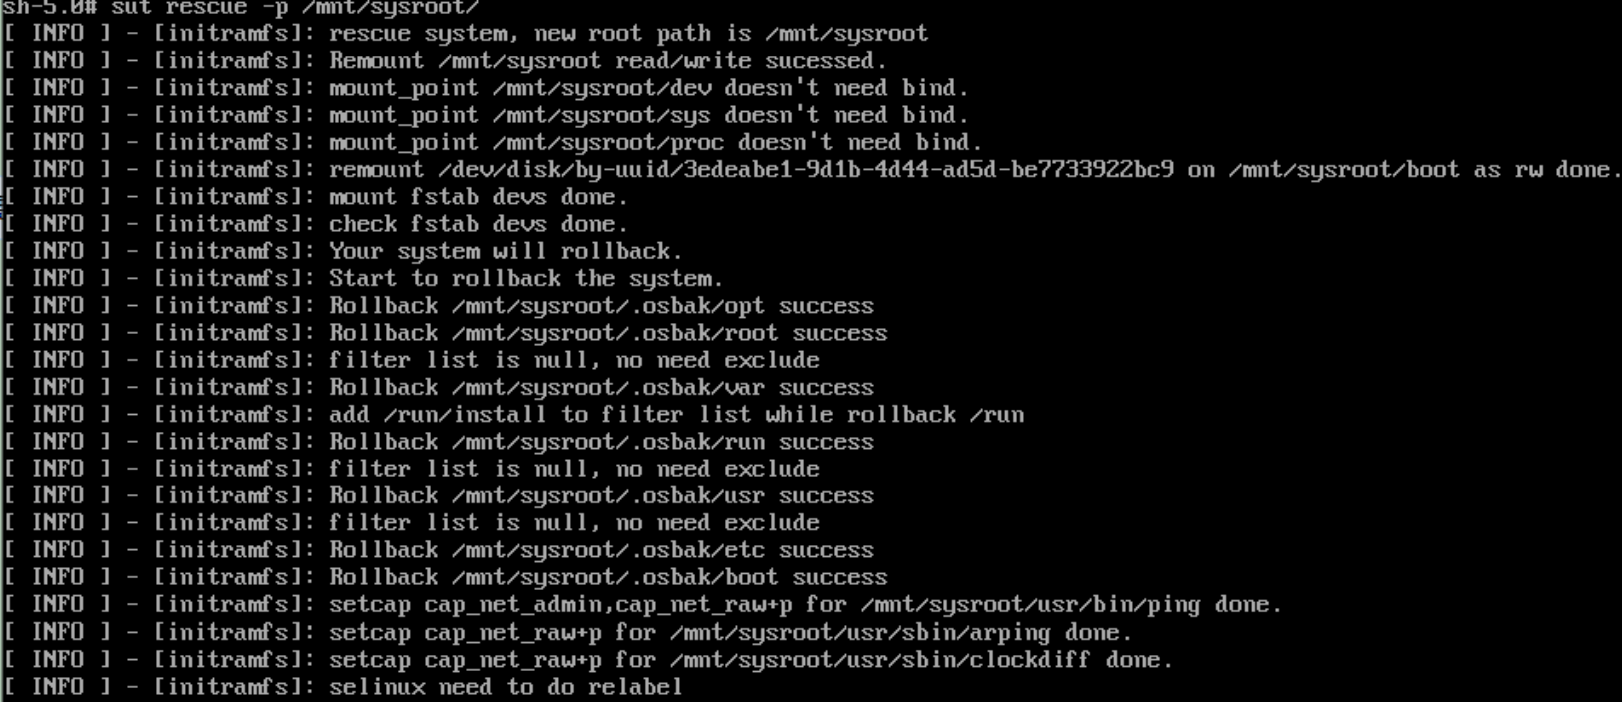 sh-5.0# sut rescue -p /mnt/sysroot/
[ INFO ] - [initramfs]: rescue system, new root path is /mnt/sysroot
[ INFO ] - [initramfs]: Remount /mnt/sysroot read/write sucessed.
[ INFO ] - [initramfs]: mount_point /mnt/sysroot/dev doesn't need bind.
[ INFO ] - [initramfs]: mount_point /mnt/sysroot/sys doesn't need bind.
[ INFO ] - [initramfs]: mount_point /mnt/sysroot/proc doesn't need bind.
[ INFO ] - [initramfs]: remount /dev/disk/by-uuid/3edeabe1-9d1b-4d44-ad5d-be7733922bc9 on /mnt/sysroot/boot as rw done.
[ INFO ] - [initramfs]: mount fstab devs done.
[ INFO ] - [initramfs]: check fstab devs done.
[ INFO ] - [initramfs]: Your system will rollback.
[ INFO ] - [initramfs]: Start to rollback the system.
[ INFO ] - [initramfs]: Rollback /mnt/sysroot/.osbak/opt success
[ INFO ] - [initramfs]: Rollback /mnt/sysroot/.osbak/root success
[ INFO ] - [initramfs]: filter list is null, no need exclude
[ INFO ] - [initramfs]: Rollback /mnt/sysroot/.osbak/var success
[ INFO ] - [initramfs]: add /run/install to filter list while rollback /run
[ INFO ] - [initramfs]: Rollback /mnt/sysroot/.osbak/run success
[ INFO ] - [initramfs]: filter list is null, no need exclude
[ INFO ] - [initramfs]: Rollback /mnt/sysroot/.osbak/usr success
[ INFO ] - [initramfs]: filter list is null, no need exclude
[ INFO ] - [initramfs]: Rollback /mnt/sysroot/.osbak/etc success
[ INFO ] - [initramfs]: Rollback /mnt/sysroot/.osbak/boot success
[ INFO ] - [initramfs]: setcap cap_net_admin,cap_net_raw+p for /mnt/sysroot/usr/bin/ping done.
[ INFO ] - [initramfs]: setcap cap_net_raw+p for /mnt/sysroot/usr/sbin/arping done.
[ INFO ] - [initramfs]: setcap cap_net_raw+p for /mnt/sysroot/usr/sbin/clockdiff done.
[ INFO ] - [initramfs]: selinux need to do relabel